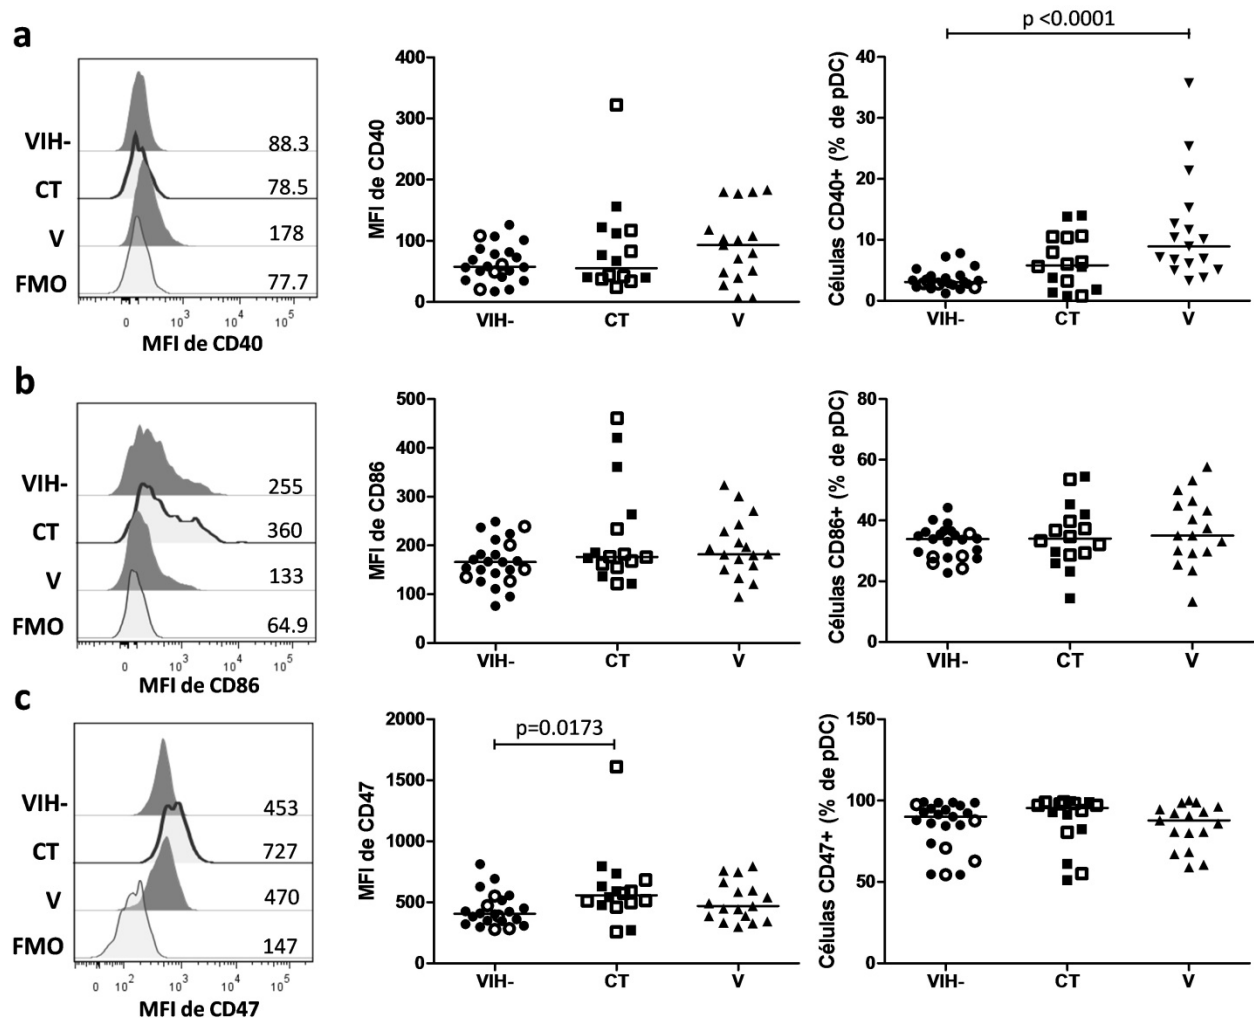 a
VIH- 88.3
CT 78.5
V 178
FMO 77.7
0 10³ 10⁴ 10⁵
MFI de CD40
MFI de CD40
400
300
200
100
0
VIH- CT V
p <0.0001
Células CD40+ (% de pDC)
40
30
20
10
0
VIH- CT V
b
VIH- 255
CT 360
V 133
FMO 64.9
0 10³ 10⁴ 10⁵
MFI de CD86
MFI de CD86
500
400
300
200
100
0
VIH- CT V
Células CD86+ (% de pDC)
80
60
40
20
0
VIH- CT V
c
VIH- 453
CT 727
V 470
FMO 147
0 10² 10³ 10⁴ 10⁵
MFI de CD47
p=0.0173
MFI de CD47
2000
1500
1000
500
0
VIH- CT V
Células CD47+ (% de pDC)
150
100
50
0
VIH- CT V